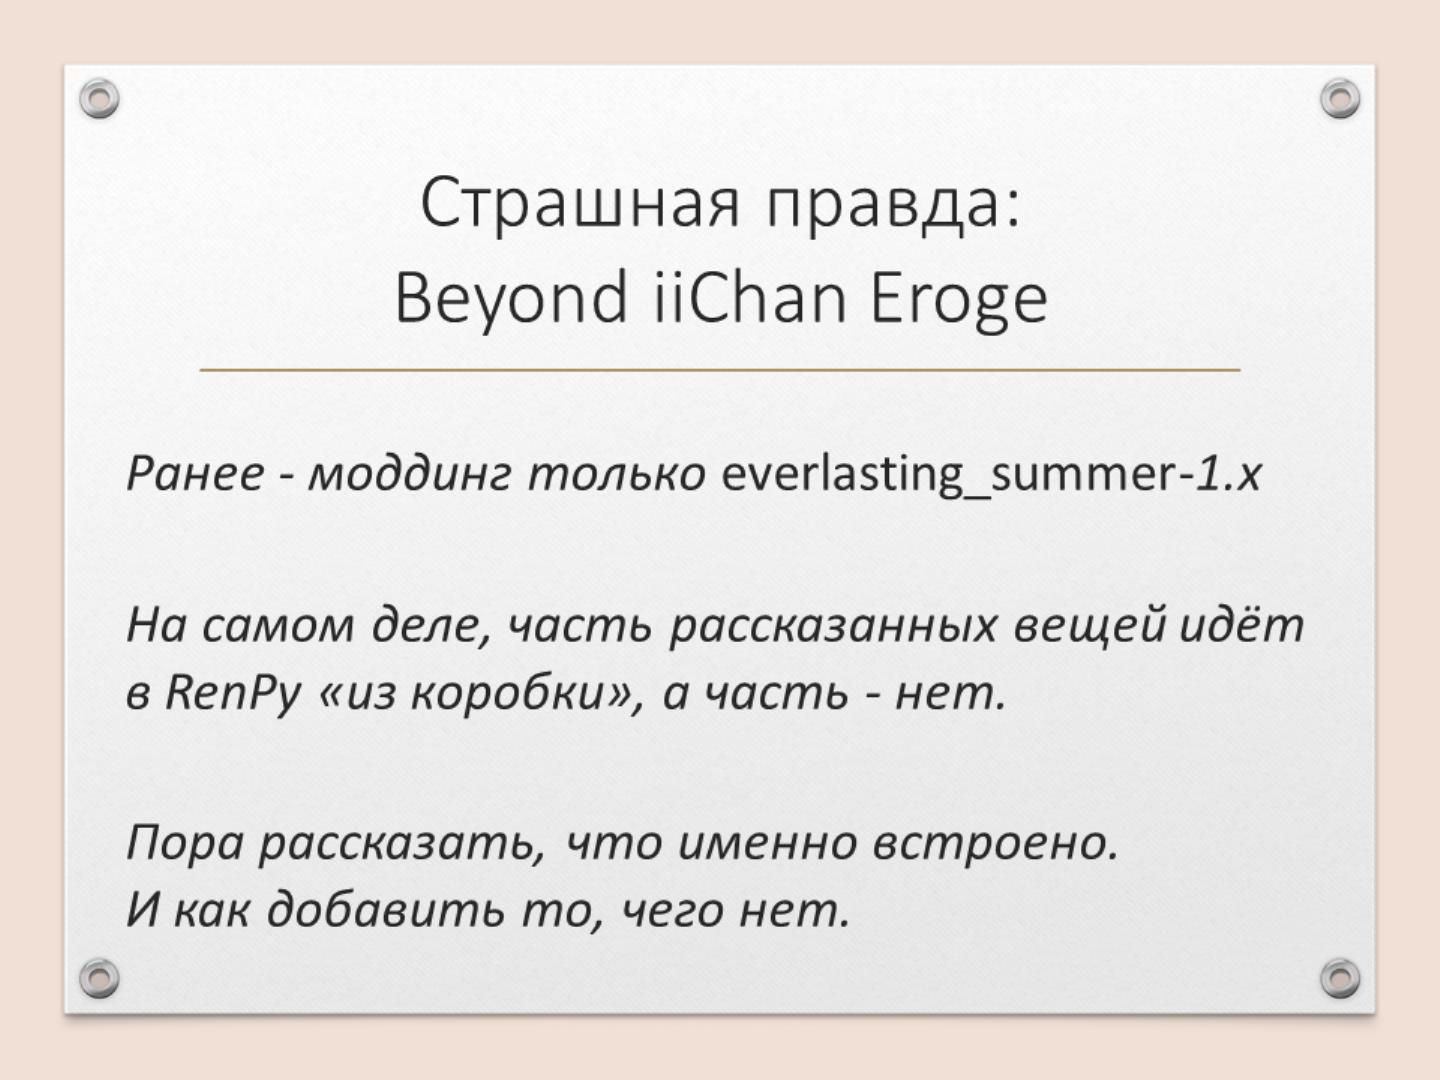 Страшная правда:
Beyond iiChan Eroge
Ранее - моддинг только everlasting_summer-1.x
На самом деле, часть рассказанных вещей идёт
в RenPy «из коробки», а часть - нет.
Пора рассказать, что именно встроено.
И как добавить то, чего нет.